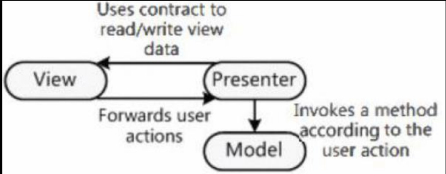 Uses contract to
read/write view
data
View
Presenter
Forwards user
actions
Invokes a method
according to the
user action
Model